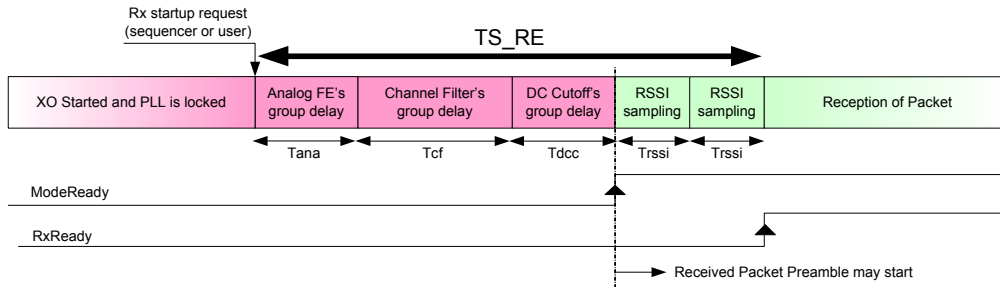 Rx startup request
(sequencer or user)
TS_RE
XO Started and PLL is locked
Analog FE's
group delay
Channel Filter's
group delay
DC Cutoff's
group delay
RSSI
sampling
RSSI
sampling
Reception of Packet
Tana
Tcf
Tdcc
Trssi
Trssi
ModeReady
RxReady
Received Packet Preamble may start